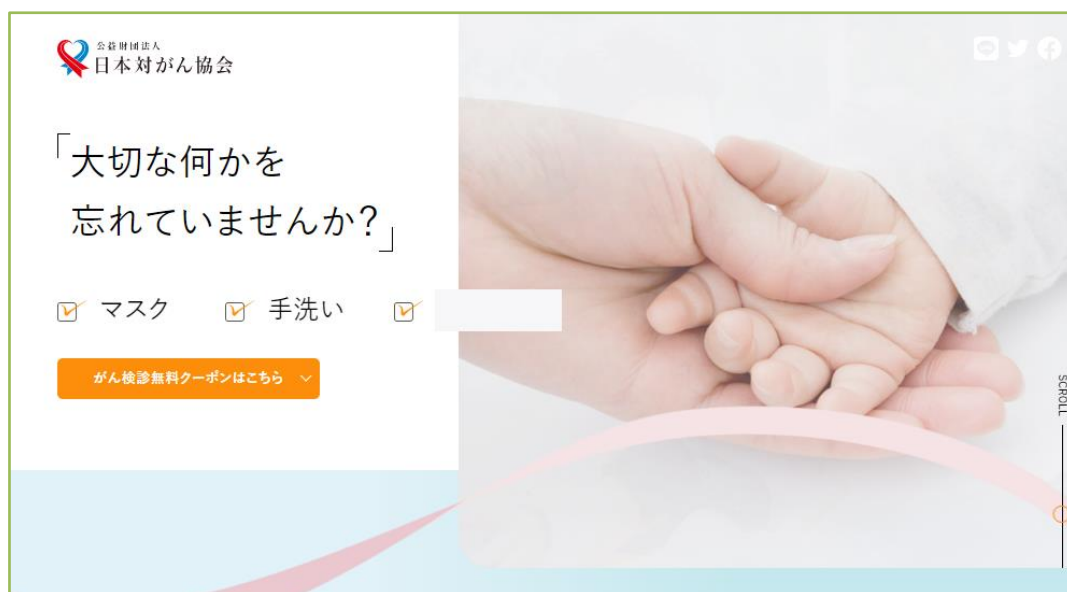 公益財団法人
日本対がん協会
「大切な何かを
忘れていませんか?」
マスク 手洗い
がん検診無料クーポンはこちら
SCROLL